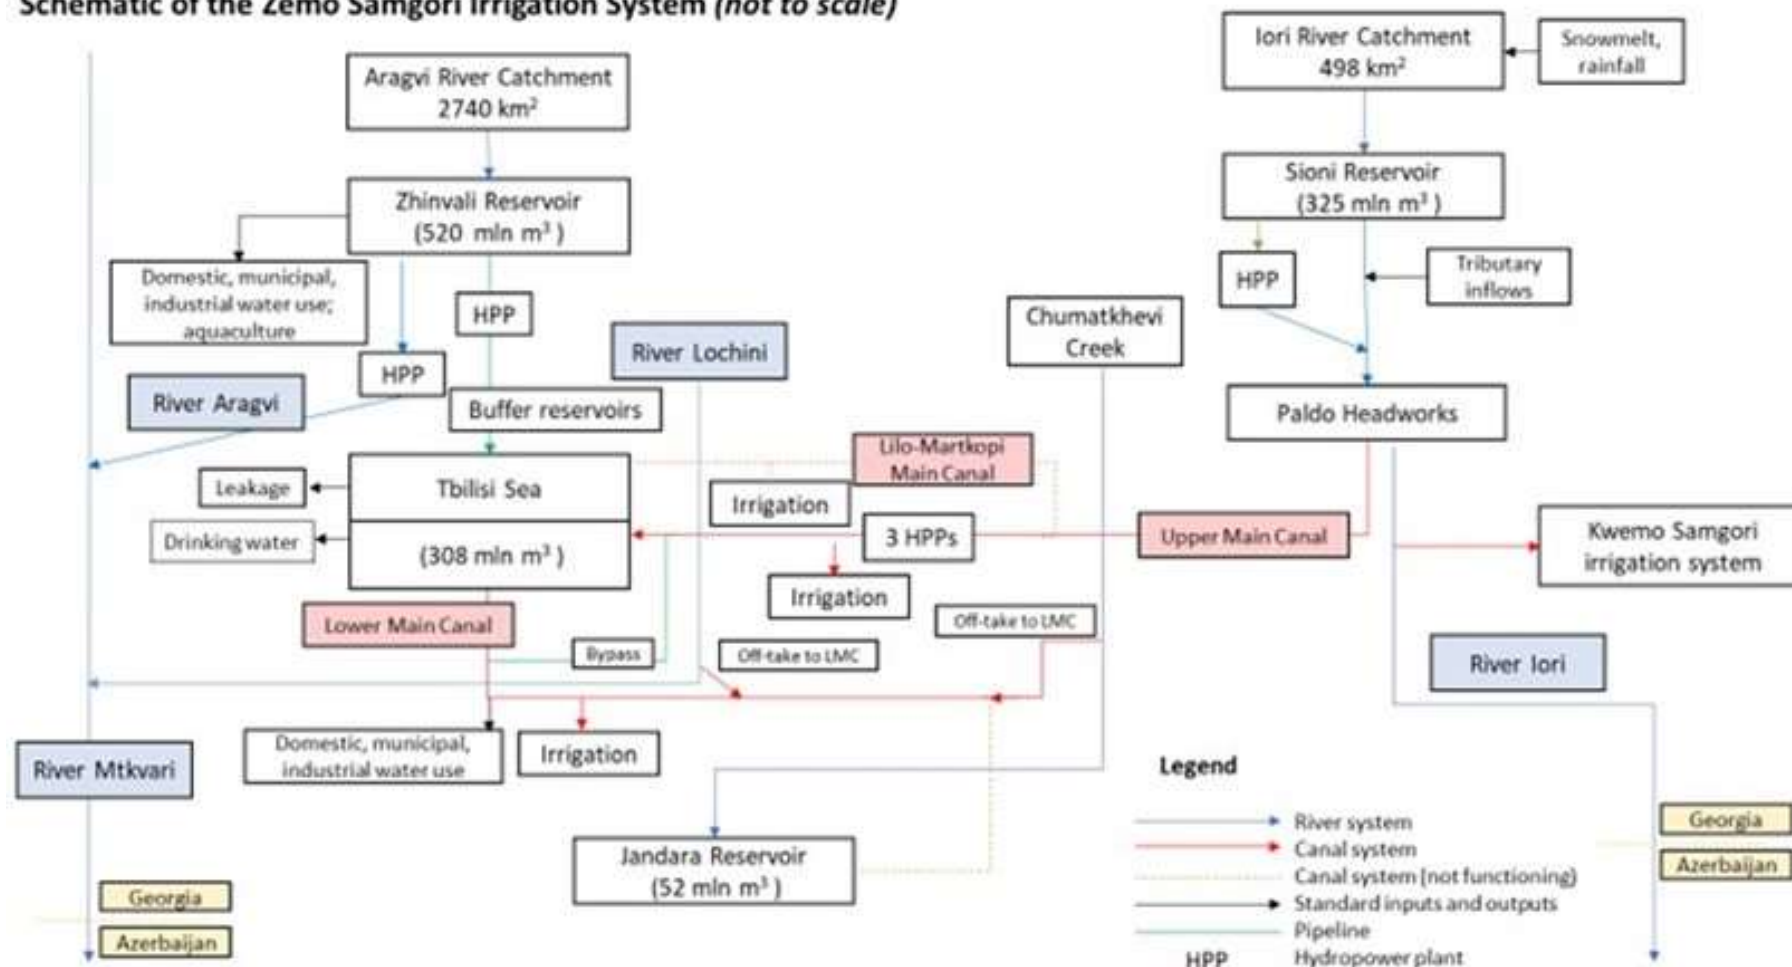 Schematic of the Zemo Samgori Irrigation System (not to scale)
Aragvi River Catchment
2740 km²
Iori River Catchment
498 km²
Snowmelt,
rainfall
Zhinvali Reservoir
(520 mln m³ )
Sioni Reservoir
(325 mln m³ )
Domestic, municipal,
industrial water use;
aquaculture
HPP
HPP
Tributary
inflows
HPP
Chumatkhevi
Creek
River Lochini
River Aragvi
Buffer reservoirs
Paldo Headworks
Lilo-Martkopi
Main Canal
Leakage
Tbilisi Sea
Irrigation
Drinking water
(308 mln m³ )
3 HPPs
Upper Main Canal
Kwemo Samgori
irrigation system
Irrigation
Lower Main Canal
Off-take to LMC
Bypass
Off-take to LMC
River Iori
Domestic, municipal,
industrial water use
Irrigation
River Mtkvari
Jandara Reservoir
(52 mln m³ )
Legend
River system
Canal system
Canal system (not functioning)
Standard inputs and outputs
Pipeline
HPP Hydropower plant
Georgia
Azerbaijan
Georgia
Azerbaijan